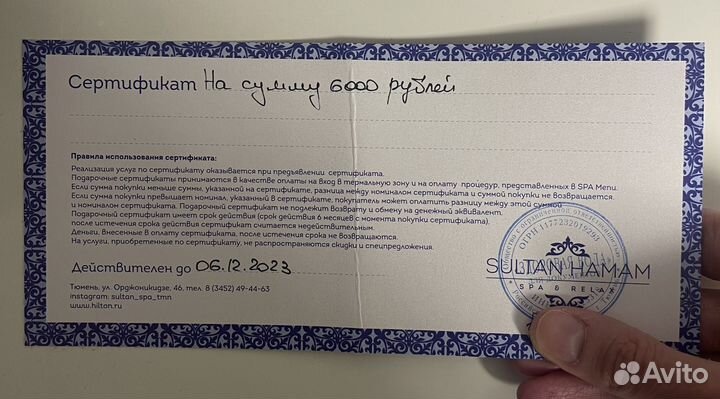 Сертификат На сумму 6000 рублей
Правила использования сертификата:
Реализация услуг по сертификату оказывается при предъявлении сертификата.
Подарочные сертификаты принимаются в качестве оплаты на вход в термальную зону и на оплату процедур, представленных в SPA Menu.
Если сумма покупки меньше суммы, указанной на сертификате, разница между номиналом сертификата и суммой покупки не возвращается.
Если сумма покупки превышает номинал, указанный в сертификате, покупатель может оплатить разницу между этой суммой
и номиналом сертификата. Подарочный сертификат не подлежит возврату и обмену на денежный эквивалент.
Подарочный сертификат имеет срок действия (срок действия 6 месяцев с момента покупки сертификата).
после истечения срока действия сертификат считается недействительным.
Деньги, внесенные в оплату сертификата, после истечения срока не возвращаются.
На услуги, приобретенные по сертификату, не распространяются скидки и спецпредложения.
Действителен до 06.12.2023
SULTAN HAMAM
SPA & RELAX
Тюмень, ул. Орджоникидзе, 46, тел. 8 (3452) 49-44-63
instagram: sultan_spa_tmn
www.hilton.ru
Avito